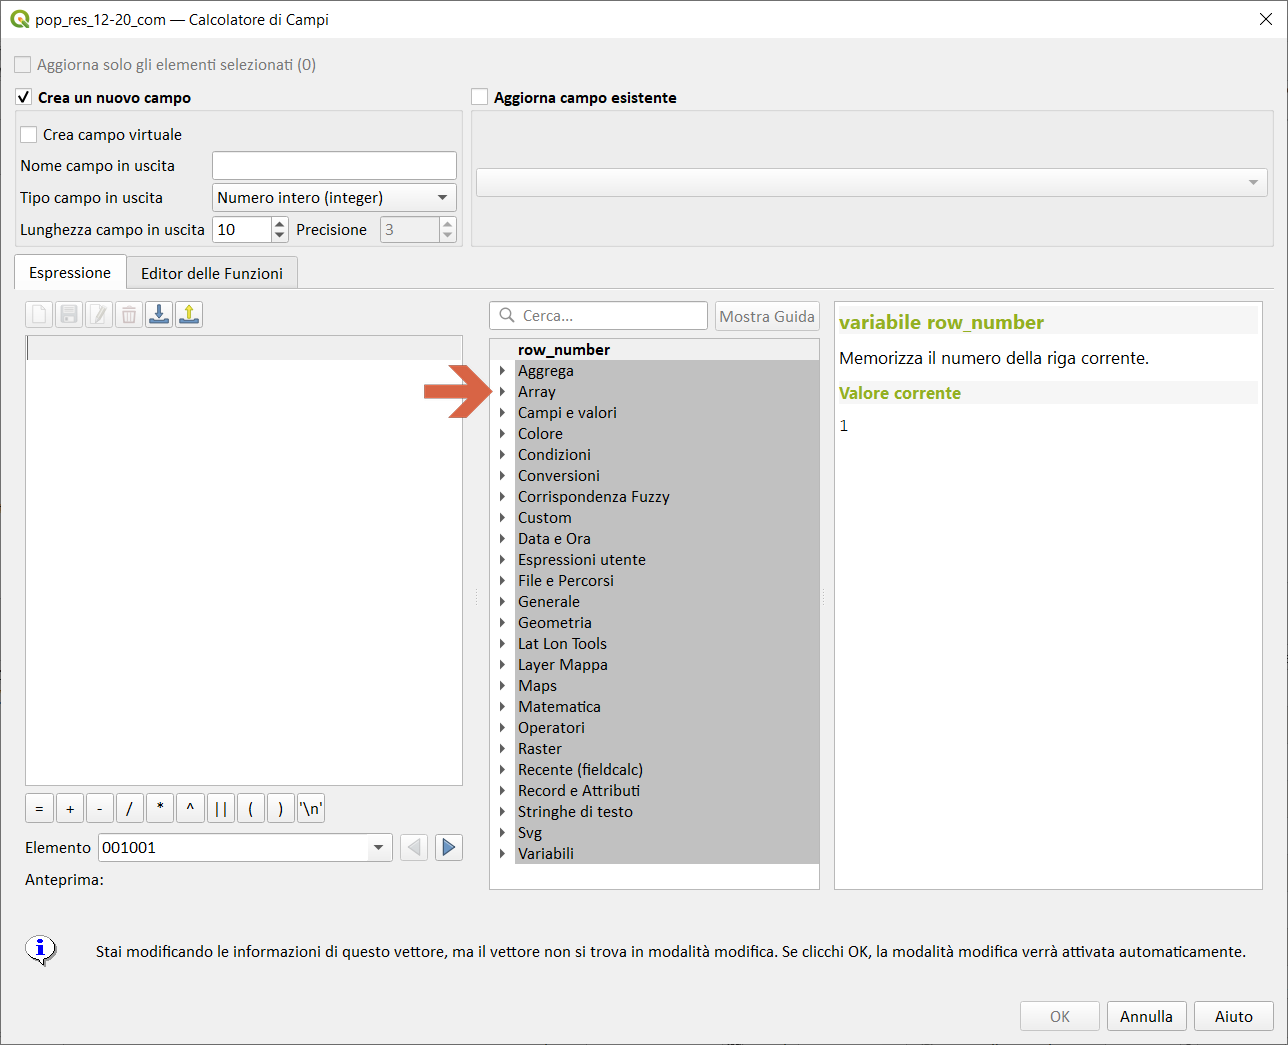 pop_res_12-20_com — Calcolatore di Campi
Aggiorna solo gli elementi selezionati (0)
Crea un nuovo campo
Aggiorna campo esistente
Crea campo virtuale
Nome campo in uscita
Tipo campo in uscita
Numero intero (integer)
Lunghezza campo in uscita
10
Precisione
3
Espressione
Editor delle Funzioni
Cerca...
Mostra Guida
row_number
Aggrega
Array
Campi e valori
Colore
Condizioni
Conversioni
Corrispondenza Fuzzy
Custom
Data e Ora
Espressioni utente
File e Percorsi
Generale
Geometria
Lat Lon Tools
Layer Mappa
Maps
Matematica
Operatori
Raster
Recente (fieldcalc)
Record e Attributi
Stringhe di testo
Svg
Variabili
variabile row_number
Memorizza il numero della riga corrente.
Valore corrente
1
= + - / * ^ || ( ) '\n'
Elemento
001001
Anteprima:
Stai modificando le informazioni di questo vettore, ma il vettore non si trova in modalità modifica. Se clicchi OK, la modalità modifica verrà attivata automaticamente.
OK
Annulla
Aiuto